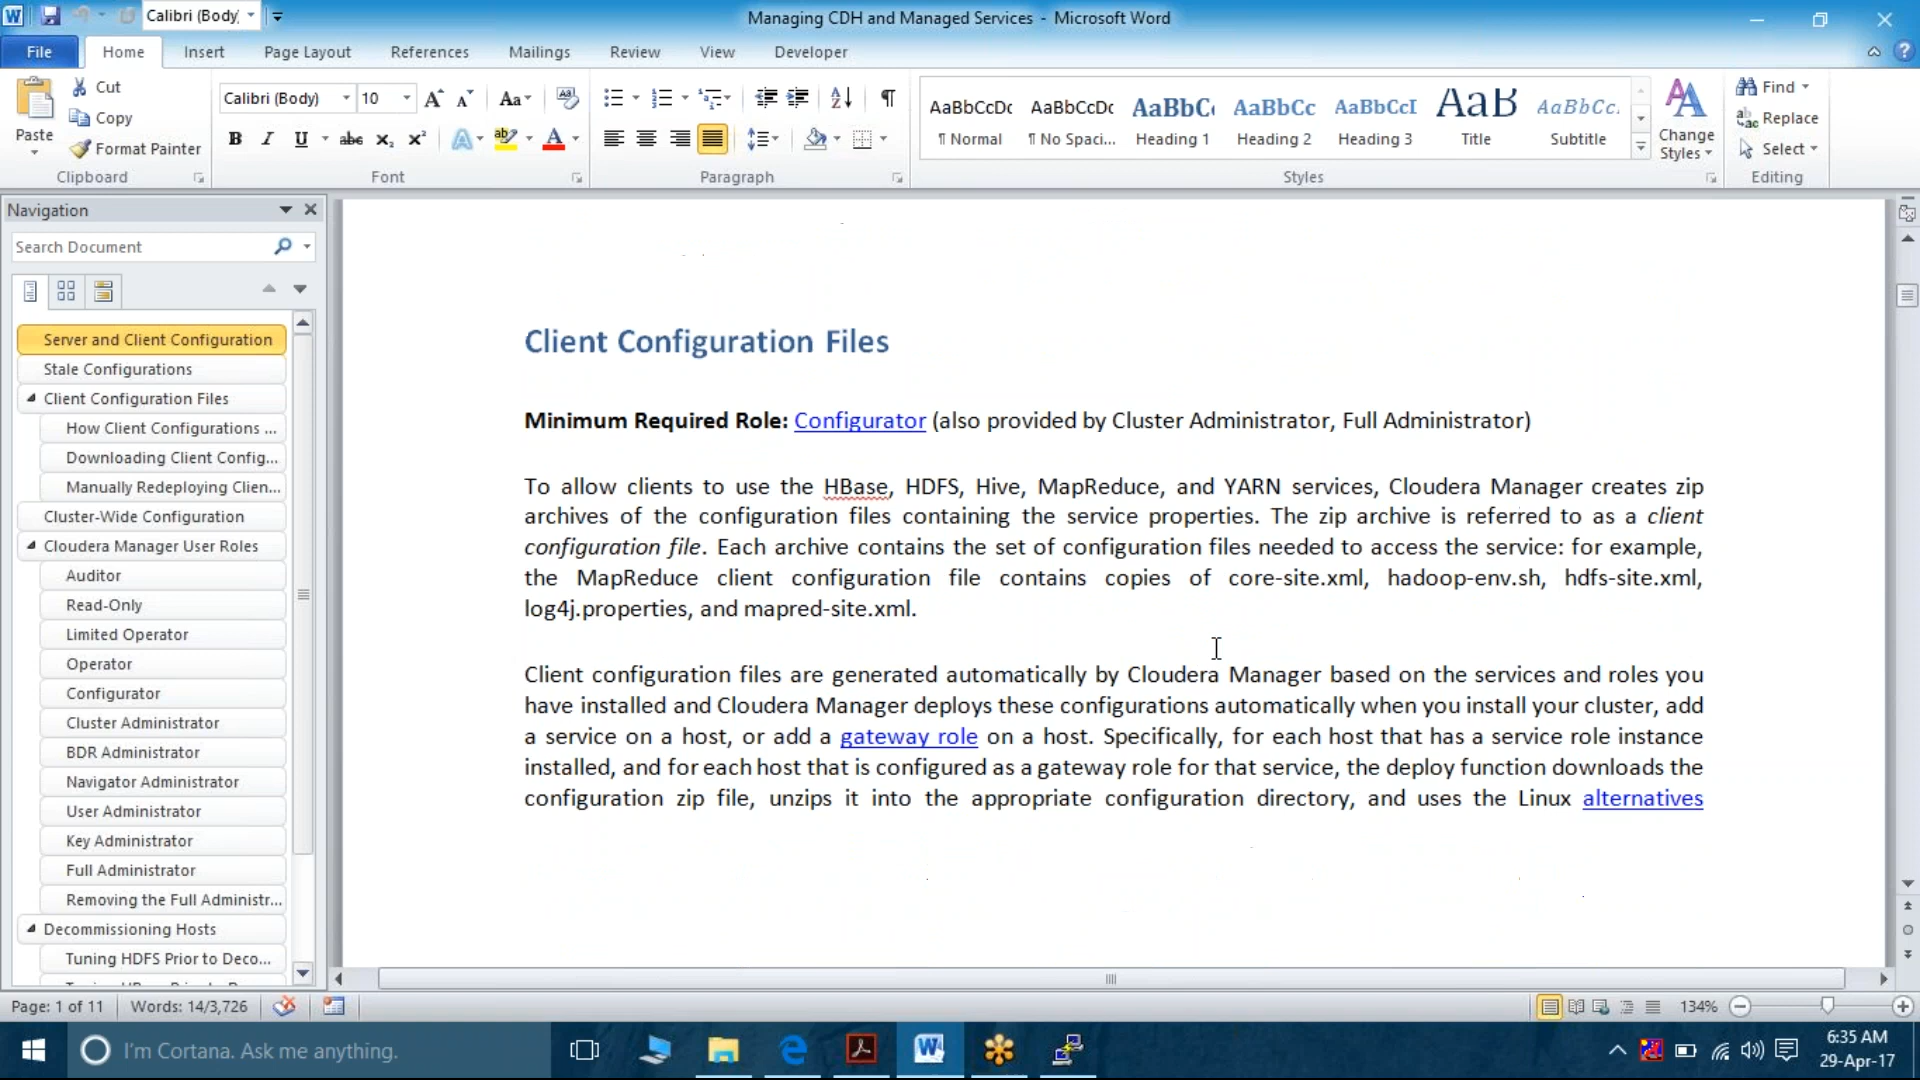 Calibri (Body
Managing CDH and Managed Services - Microsoft Word
File Home Insert Page Layout References Mailings Review View Developer
Paste
Cut
Copy
Format Painter
Clipboard
Calibri (Body) 10
Font
Paragraph
AaBbCcDc AaBbCcDc AaBbC AaBbCc AaBbCcI AaB AaBbCc.
¶ Normal ¶ No Spaci... Heading 1 Heading 2 Heading 3 Title Subtitle
Change Styles
Styles
Find
Replace
Select
Editing
Navigation
Search Document
Server and Client Configuration
Stale Configurations
Client Configuration Files
How Client Configurations ...
Downloading Client Config...
Manually Redeploying Clien...
Cluster-Wide Configuration
Cloudera Manager User Roles
Auditor
Read-Only
Limited Operator
Operator
Configurator
Cluster Administrator
BDR Administrator
Navigator Administrator
User Administrator
Key Administrator
Full Administrator
Removing the Full Administr...
Decommissioning Hosts
Tuning HDFS Prior to Deco...
Client Configuration Files
Minimum Required Role: Configurator (also provided by Cluster Administrator, Full Administrator)
To allow clients to use the HBase, HDFS, Hive, MapReduce, and YARN services, Cloudera Manager creates zip
archives of the configuration files containing the service properties. The zip archive is referred to as a client
configuration file. Each archive contains the set of configuration files needed to access the service: for example,
the MapReduce client configuration file contains copies of core-site.xml, hadoop-env.sh, hdfs-site.xml,
log4j.properties, and mapred-site.xml.
Client configuration files are generated automatically by Cloudera Manager based on the services and roles you
have installed and Cloudera Manager deploys these configurations automatically when you install your cluster, add
a service on a host, or add a gateway role on a host. Specifically, for each host that has a service role instance
installed, and for each host that is configured as a gateway role for that service, the deploy function downloads the
configuration zip file, unzips it into the appropriate configuration directory, and uses the Linux alternatives
Page: 1 of 11 Words: 14/3,726
134%
I'm Cortana. Ask me anything.
6:35 AM
29-Apr-17